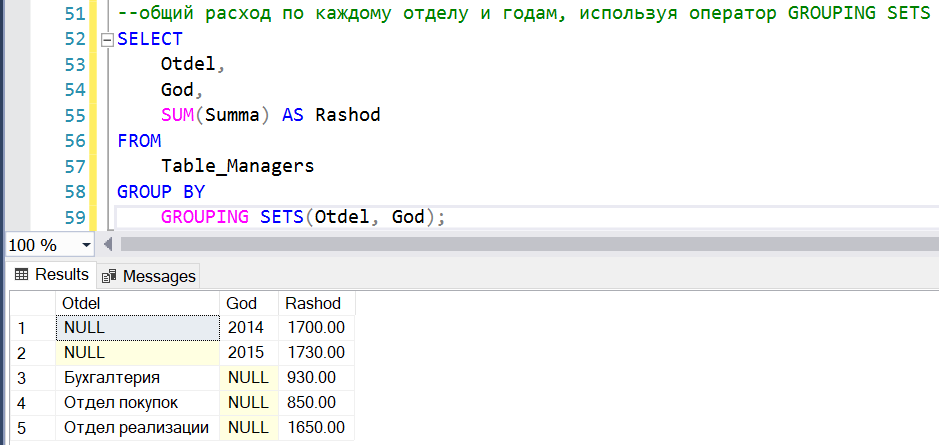 51 --общий расход по каждому отделу и годам, используя оператор GROUPING SETS
52 SELECT
53 Otdel,
54 God,
55 SUM(Summa) AS Rashod
56 FROM
57 Table_Managers
58 GROUP BY
59 GROUPING SETS(Otdel, God);
100 %
Results Messages
Otdel God Rashod
1 NULL 2014 1700.00
2 NULL 2015 1730.00
3 Бухгалтерия NULL 930.00
4 Отдел покупок NULL 850.00
5 Отдел реализации NULL 1650.00